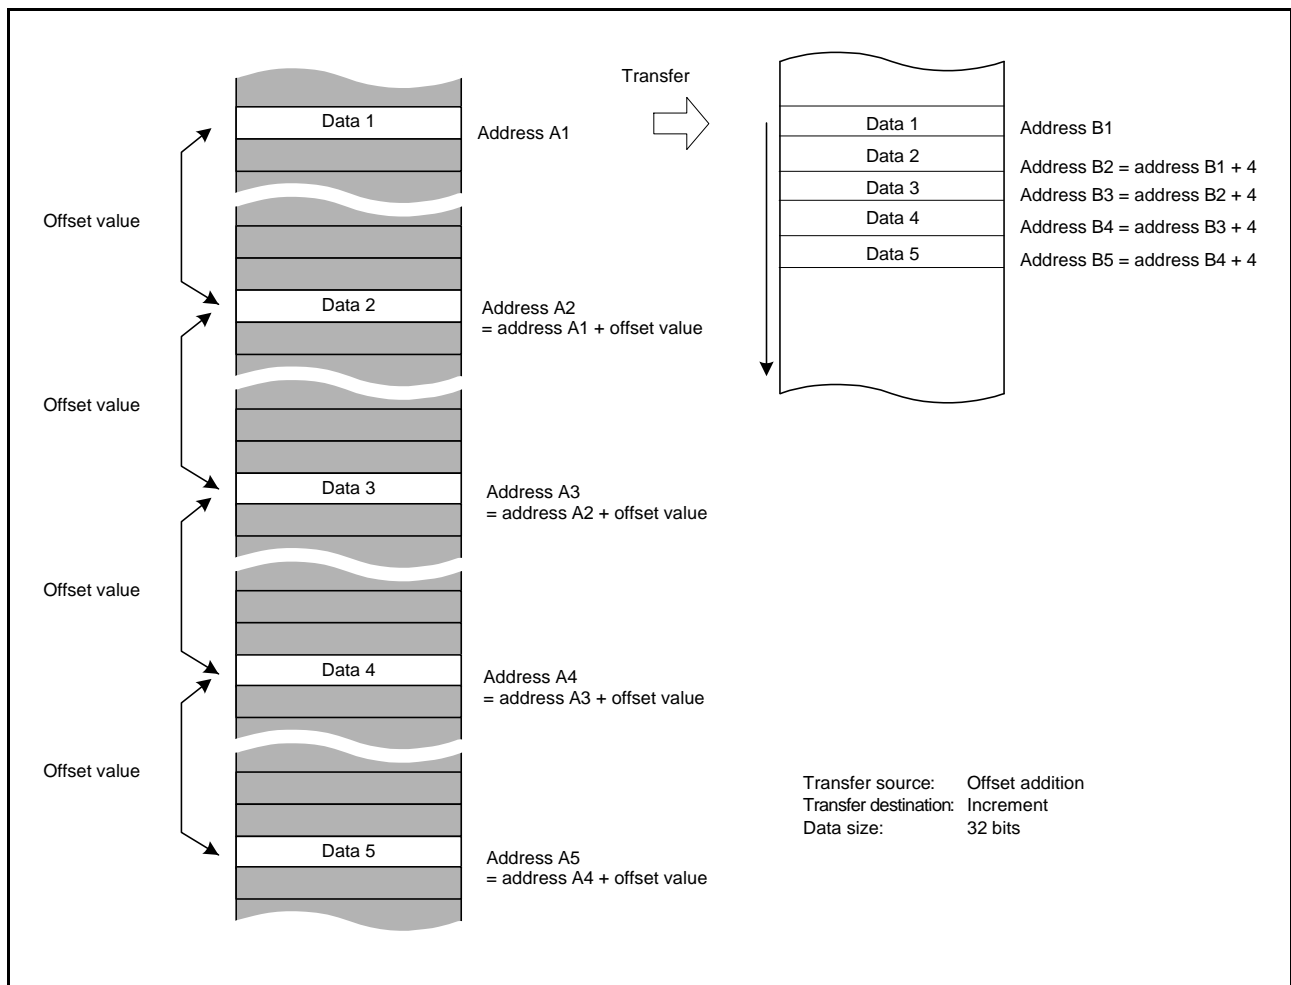 Transfer
Data 1
Address A1
Offset value
Data 2
Address A2
= address A1 + offset value
Offset value
Data 3
Address A3
= address A2 + offset value
Offset value
Data 4
Address A4
= address A3 + offset value
Offset value
Data 5
Address A5
= address A4 + offset value
Data 1
Address B1
Data 2
Address B2 = address B1 + 4
Data 3
Address B3 = address B2 + 4
Data 4
Address B4 = address B3 + 4
Data 5
Address B5 = address B4 + 4
Transfer source: Offset addition
Transfer destination: Increment
Data size: 32 bits